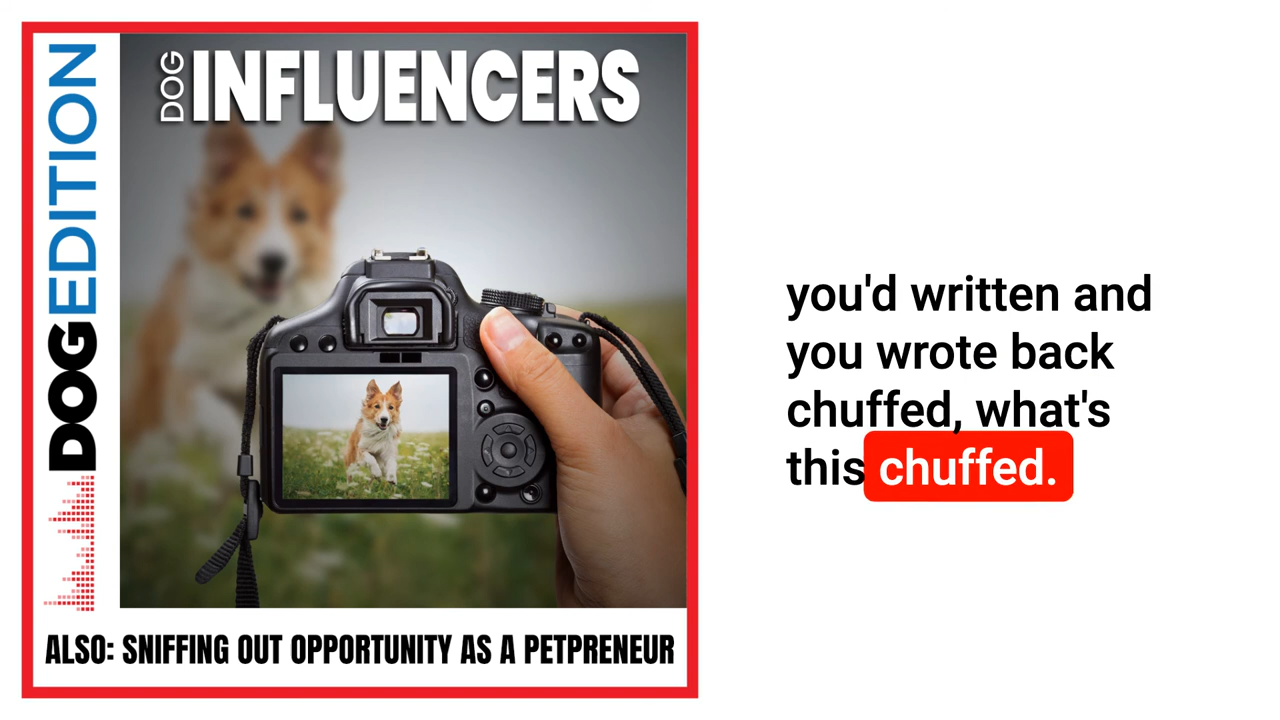 DOGEDITION
DOG INFLUENCERS
ALSO: SNIFFING OUT OPPORTUNITY AS A PETPRENEUR
you'd written and
you wrote back
chuffed, what's
this chuffed.